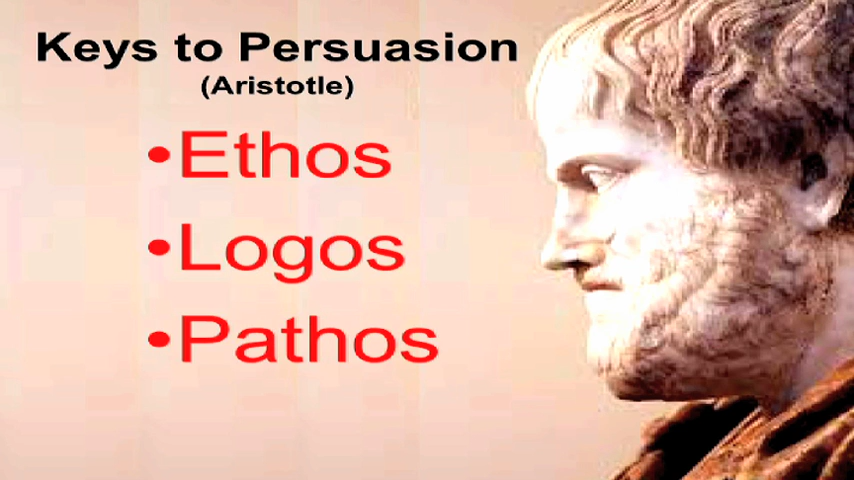 Keys to Persuasion
(Aristotle)
•Ethos
•Logos
•Pathos